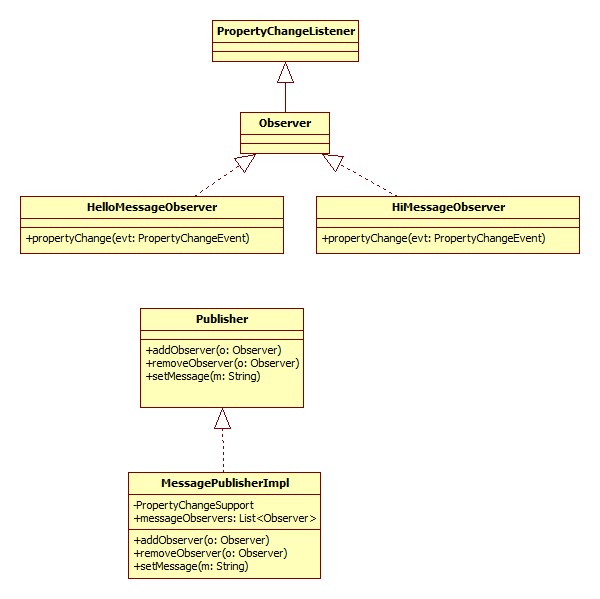 PropertyChangeListener
Observer
HelloMessageObserver
+propertyChange(evt: PropertyChangeEvent)
HiMessageObserver
+propertyChange(evt: PropertyChangeEvent)
Publisher
+addObserver(o: Observer)
+removeObserver(o: Observer)
+setMessage(m: String)
MessagePublisherImpl
-PropertyChangeSupport
+messageObservers: List<Observer>
+addObserver(o: Observer)
+removeObserver(o: Observer)
+setMessage(m: String)